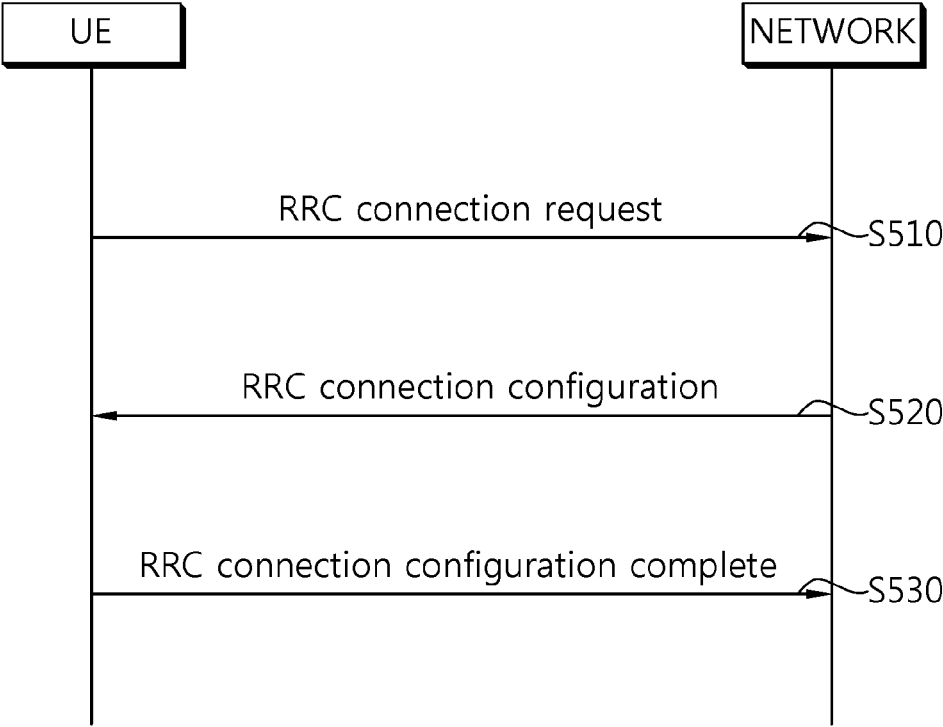 UE
NETWORK
RRC connection request
S510
RRC connection configuration
S520
RRC connection configuration complete
S530